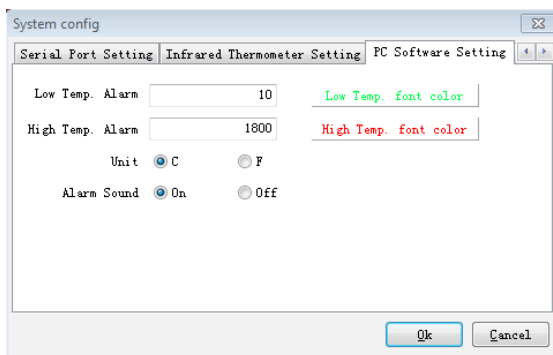 System config
Serial Port Setting Infrared Thermometer Setting PC Software Setting
Low Temp. Alarm 10 Low Temp. font color
High Temp. Alarm 1800 High Temp. font color
Unit C F
Alarm Sound On Off
Ok Cancel